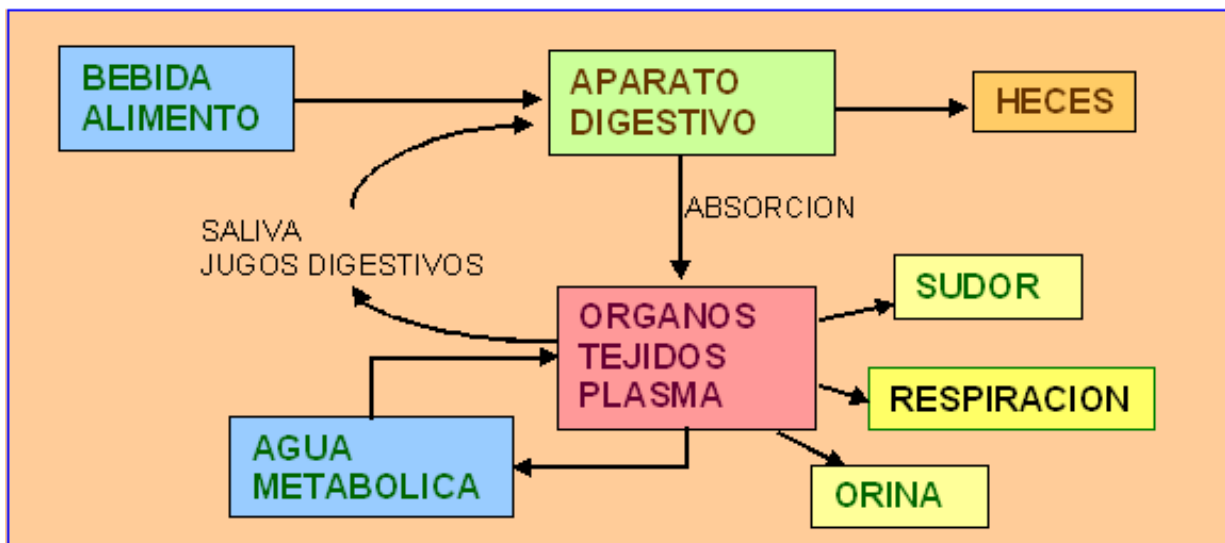 BEBIDA
ALIMENTO
APARATO
DIGESTIVO
HECES
ABSORCION
SALIVA
JUGOS DIGESTIVOS
ORGANOS
TEJIDOS
PLASMA
SUDOR
RESPIRACION
ORINA
AGUA
METABOLICA